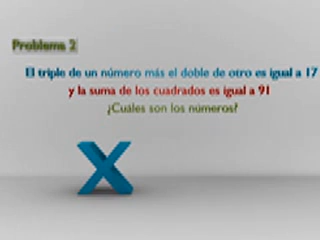 Problema 2
El triple de un número más el doble de otro es igual a 17
y la suma de los cuadrados es igual a 91
¿Cuáles son los números?
X